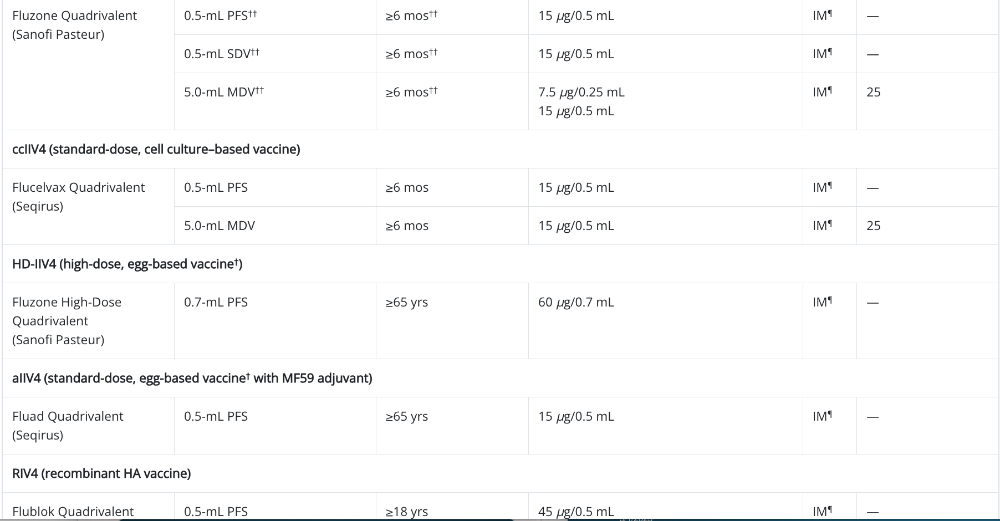 Fluzone Quadrivalent 0.5-mL PFS†† ≥6 mos†† 15 µg/0.5 mL IM¶ —
(Sanofi Pasteur)
0.5-mL SDV†† ≥6 mos†† 15 µg/0.5 mL IM¶ —
5.0-mL MDV†† ≥6 mos†† 7.5 µg/0.25 mL IM¶ 25
15 µg/0.5 mL
ccIIV4 (standard-dose, cell culture–based vaccine)
Flucelvax Quadrivalent 0.5-mL PFS ≥6 mos 15 µg/0.5 mL IM¶ —
(Seqirus)
5.0-mL MDV ≥6 mos 15 µg/0.5 mL IM¶ 25
HD-IIV4 (high-dose, egg-based vaccine†)
Fluzone High-Dose 0.7-mL PFS ≥65 yrs 60 µg/0.7 mL IM¶ —
Quadrivalent
(Sanofi Pasteur)
aIIV4 (standard-dose, egg-based vaccine† with MF59 adjuvant)
Fluad Quadrivalent 0.5-mL PFS ≥65 yrs 15 µg/0.5 mL IM¶ —
(Seqirus)
RIV4 (recombinant HA vaccine)
Flublok Quadrivalent 0.5-mL PFS ≥18 yrs 45 µg/0.5 mL IM¶ —